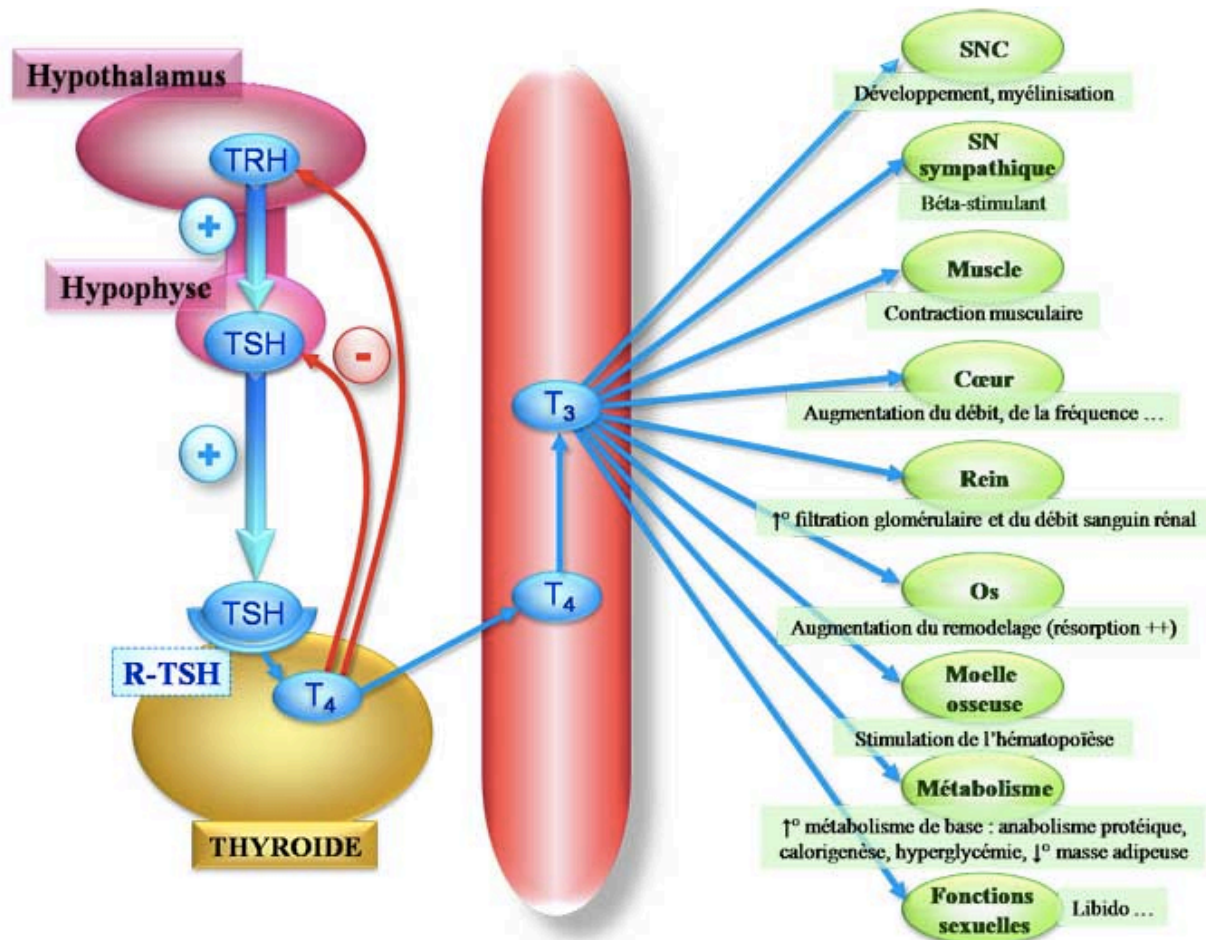 Hypothalamus
TRH
+
Hypophyse
TSH
-
+
TSH
R-TSH
T₄
THYROIDE
T₃
T₄
SNC
Développement, myélinisation
SN
sympathique
Béta-stimulant
Muscle
Contraction musculaire
Cœur
Augmentation du débit, de la fréquence …
Rein
↑° filtration glomérulaire et du débit sanguin rénal
Os
Augmentation du remodelage (résorption ++)
Moelle
osseuse
Stimulation de l'hématopoïèse
Métabolisme
↑° métabolisme de base : anabolisme protéique,
calorigenèse, hyperglycémie, ↓° masse adipeuse
Fonctions
sexuelles
Libido …